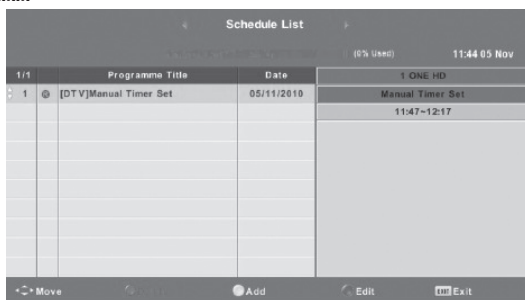 Schedule List
(0% Used) 11:44 05 Nov
1/1 Programme Title Date 1 ONE HD
1 [DTV]Manual Timer Set 05/11/2010 Manual Timer Set
11:47~12:17
Move Add Edit EXIT Exit